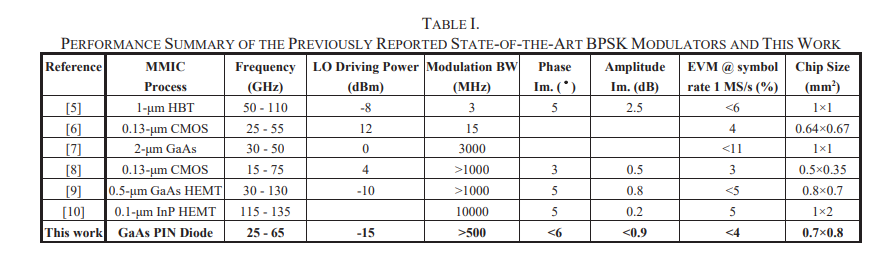 TABLE I.
PERFORMANCE SUMMARY OF THE PREVIOUSLY REPORTED STATE-OF-THE-ART BPSK MODULATORS AND THIS WORK
Reference MMIC Frequency LO Driving Power Modulation BW Phase Amplitude EVM @ symbol Chip Size
Process (GHz) (dBm) (MHz) Im. (°) Im. (dB) rate 1 MS/s (%) (mm²)
[5] 1-μm HBT 50 - 110 -8 3 5 2.5 <6 1×1
[6] 0.13-μm CMOS 25 - 55 12 15 4 0.64×0.67
[7] 2-μm GaAs 30 - 50 0 3000 <11 1×1
[8] 0.13-μm CMOS 15 - 75 4 >1000 3 0.5 3 0.5×0.35
[9] 0.5-μm GaAs HEMT 30 - 130 -10 >1000 5 0.8 <5 0.8×0.7
[10] 0.1-μm InP HEMT 115 - 135 10000 5 0.2 5 1×2
This work GaAs PIN Diode 25 - 65 -15 >500 <6 <0.9 <4 0.7×0.8